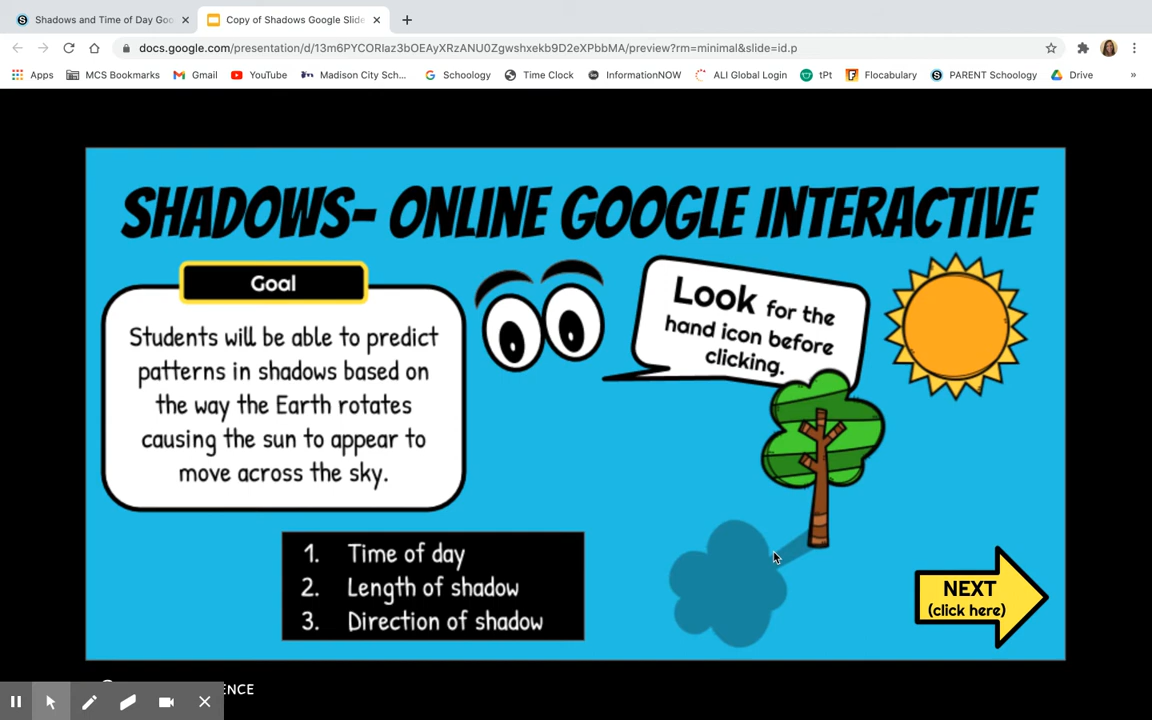 Shadows and Time of Day Goo
Copy of Shadows Google Slide
docs.google.com/presentation/d/13m6PYCORIaz3bOEAyXRzANU0Zgwshxekb9D2eXPbbMA/preview?rm=minimal&slide=id.p
Apps MCS Bookmarks Gmail YouTube Madison City Sch... Schoology Time Clock InformationNOW ALI Global Login tPt Flocabulary PARENT Schoology Drive »
SHADOWS- ONLINE GOOGLE INTERACTIVE
Goal
Students will be able to predict
patterns in shadows based on
the way the Earth rotates
causing the sun to appear to
move across the sky.
Look for the
hand icon before
clicking.
1. Time of day
2. Length of shadow
3. Direction of shadow
NEXT
(click here)